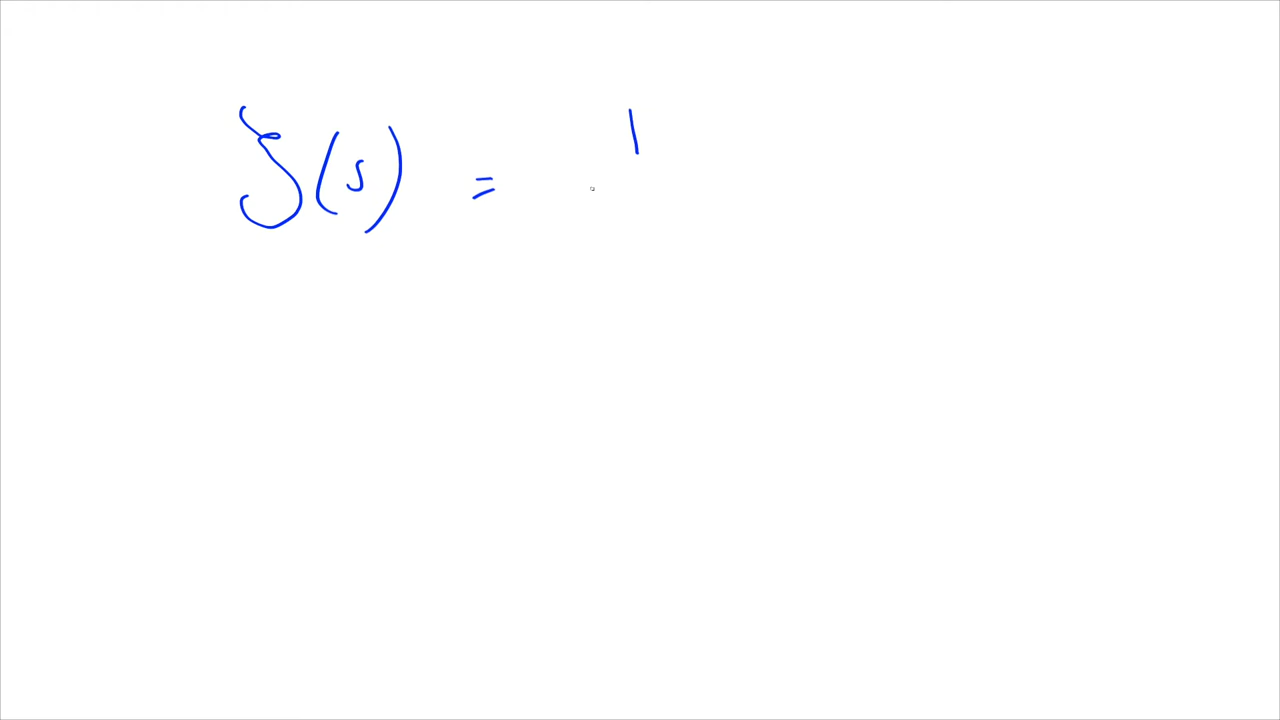 ζ(s) = 1